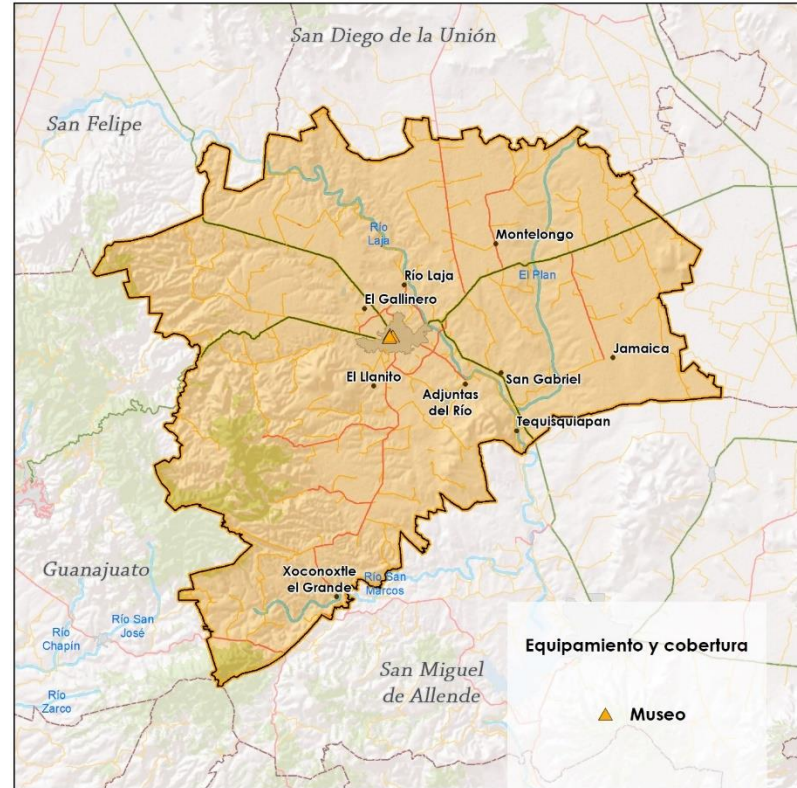 San Diego de la Unión
San Felipe
Río
Laja
Montelongo
Río Laja
El Plan
El Gallinero
Jamaica
El Llanito
San Gabriel
Adjuntas
del Río
Tequisquiapan
Guanajuato
Xoconoxtle
el Grande
Río San
Marcos
Río San
José
Río
Chapín
Río
Zarco
San Miguel
de Allende
Equipamiento y cobertura
Museo